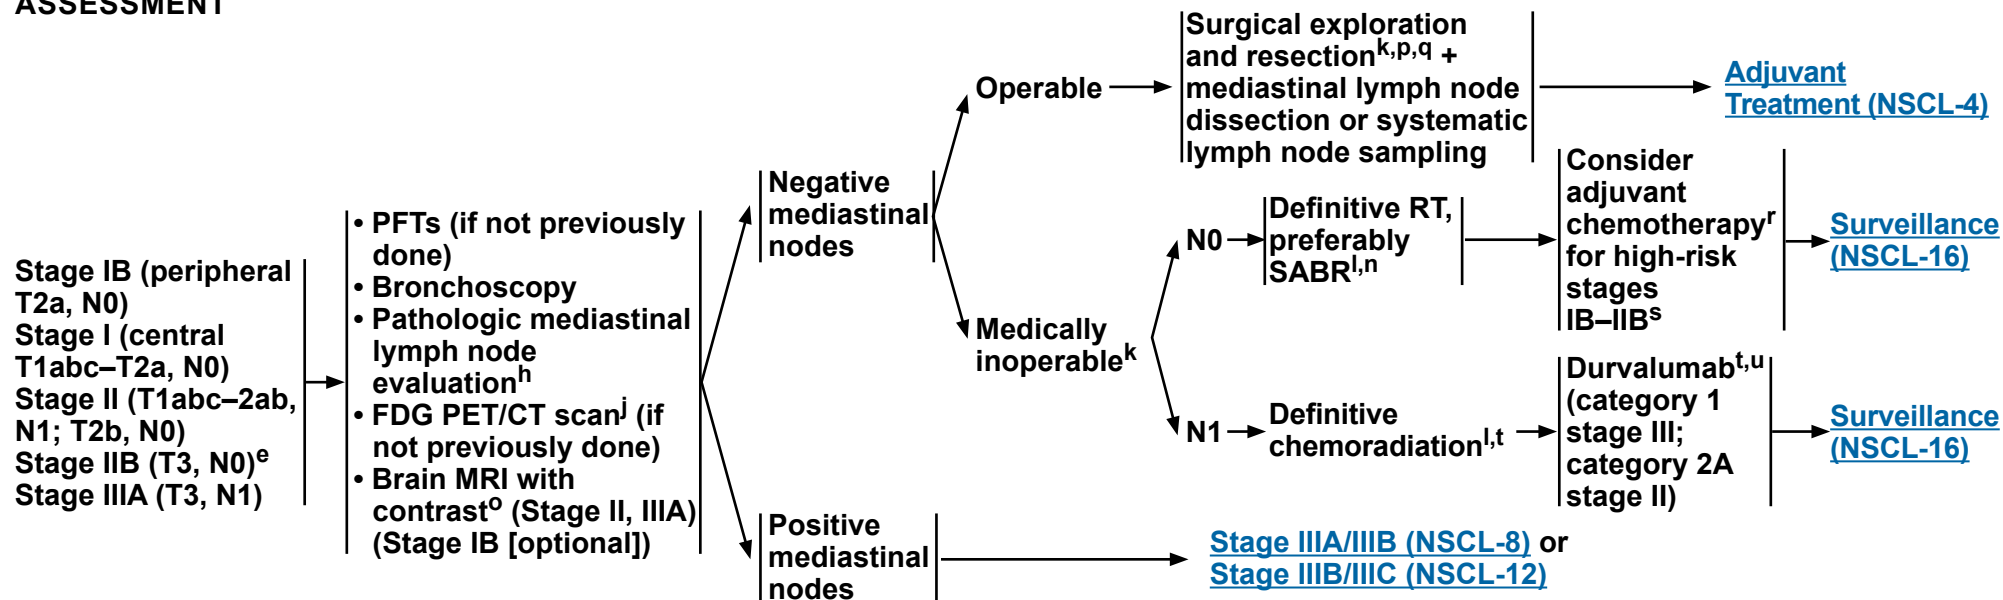 ASSESSMENT
Stage IB (peripheral
T2a, N0)
Stage I (central
T1abc–T2a, N0)
Stage II (T1abc–2ab,
N1; T2b, N0)
Stage IIB (T3, N0)e
Stage IIIA (T3, N1)
• PFTs (if not previously
done)
• Bronchoscopy
• Pathologic mediastinal
lymph node
evaluationh
• FDG PET/CT scanj (if
not previously done)
• Brain MRI with
contrasto (Stage II, IIIA)
(Stage IB [optional])
Negative
mediastinal
nodes
Operable
Surgical exploration
and resectionk,p,q +
mediastinal lymph node
dissection or systematic
lymph node sampling
Adjuvant
Treatment (NSCL-4)
Medically
inoperablek
N0
Definitive RT,
preferably
SABRl,n
Consider
adjuvant
chemotherapyr
for high-risk
stages
IB–IIBs
Surveillance
(NSCL-16)
N1
Definitive
chemoradiationl,t
Durvalumabt,u
(category 1
stage III;
category 2A
stage II)
Surveillance
(NSCL-16)
Positive
mediastinal
nodes
Stage IIIA/IIIB (NSCL-8) or
Stage IIIB/IIIC (NSCL-12)